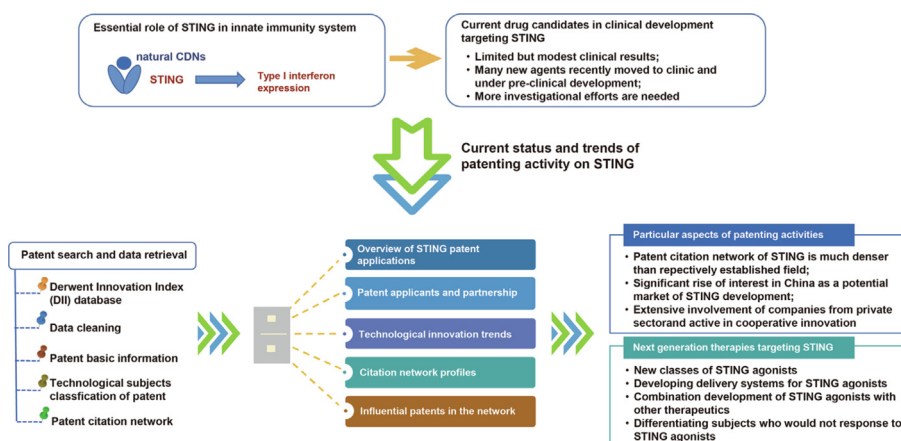 Essential role of STING in innate immunity system
natural CDNs
STING
Type I interferon
expression
Current drug candidates in clinical development
targeting STING
• Limited but modest clinical results;
• Many new agents recently moved to clinic and
under pre-clinical development;
• More investigational efforts are needed
Current status and trends of
patenting activity on STING
Patent search and data retrieval
Derwent Innovation Index
(DII) database
Data cleaning
Patent basic information
Technological subjects
classfication of patent
Patent citation network
Overview of STING patent
applications
Patent applicants and partnership
Technological innovation trends
Citation network profiles
Influential patents in the network
Particular aspects of patenting activities
• Patent citation network of STING is much denser
than repectively established field;
• Significant rise of interest in China as a potential
market of STING development;
• Extensive involvement of companies from private
sectorand active in cooperative innovation
Next generation therapies targeting STING
• New classes of STING agonists
• Developing delivery systems for STING agonists
• Combination development of STING agonists with
other therapeutics
• Differentiating subjects who would not response to
STING agonists